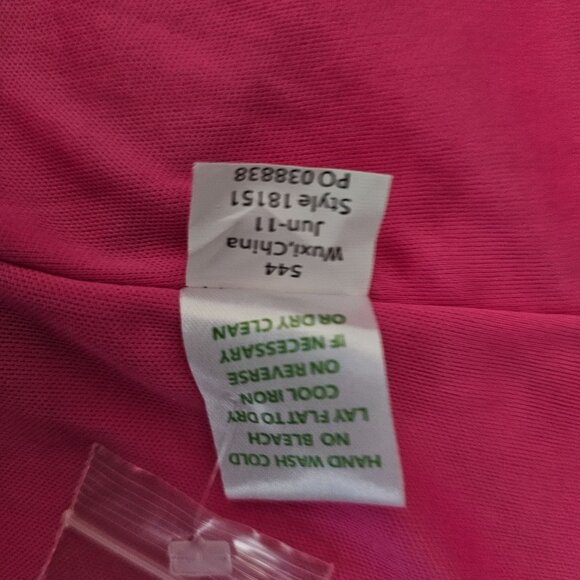 HAND WASH COLD
NO BLEACH
LAY FLAT TO DRY
COOL IRON
ON REVERSE
IF NECESSARY
OR DRY CLEAN
544
Wuxi,China
Jun-11
Style 18151
PO 038838